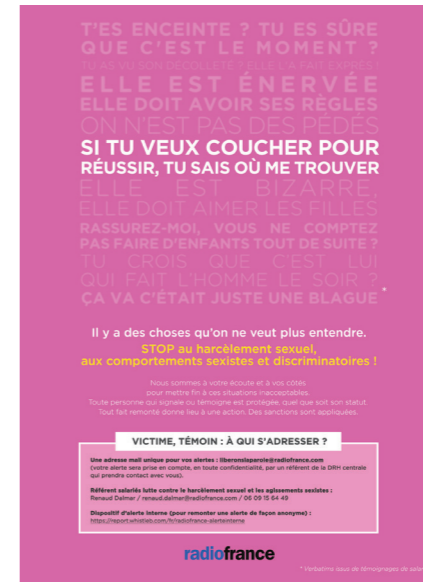 T'ES ENCEINTE ? TU ES SÛRE
QUE C'EST LE MOMENT ?
TU AS VU SON DÉCOLLETÉ ? ELLE L'A FAIT EXPRÈS !
ELLE EST ÉNERVÉE
ELLE DOIT AVOIR SES RÈGLES
ON N'EST PAS DES PÉDÉS
SI TU VEUX COUCHER POUR
RÉUSSIR, TU SAIS OÙ ME TROUVER
ELLE EST BIZARRE,
ELLE DOIT AIMER LES FILLES
RASSUREZ-MOI, VOUS NE COMPTEZ
PAS FAIRE D'ENFANTS TOUT DE SUITE ?
TU CROIS QUE C'EST LUI
QUI FAIT L'HOMME LE SOIR ?
ÇA VA C'ÉTAIT JUSTE UNE BLAGUE *
Il y a des choses qu'on ne veut plus entendre.
STOP au harcèlement sexuel,
aux comportements sexistes et discriminatoires !
Nous sommes à votre écoute et à vos côtés
pour mettre fin à ces situations inacceptables.
Toute personne qui signale ou témoigne est protégée, quel que soit son statut.
Tout fait remonté donne lieu à une action. Des sanctions sont appliquées.
VICTIME, TÉMOIN : À QUI S'ADRESSER ?
Une adresse mail unique pour vos alertes : liberonslaparole@radiofrance.com
(votre alerte sera prise en compte, en toute confidentialité, par un référent de la DRH centrale
qui prendra contact avec vous).
Référent salariés lutte contre le harcèlement sexuel et les agissements sexistes :
Renaud Dalmar / renaud.dalmar@radiofrance.com / 06 09 15 64 49
Dispositif d'alerte interne (pour remonter une alerte de façon anonyme) :
https://report.whistleb.com/fr/radiofrance-alerteinterne
radiofrance
* Verbatims issus de témoignages de